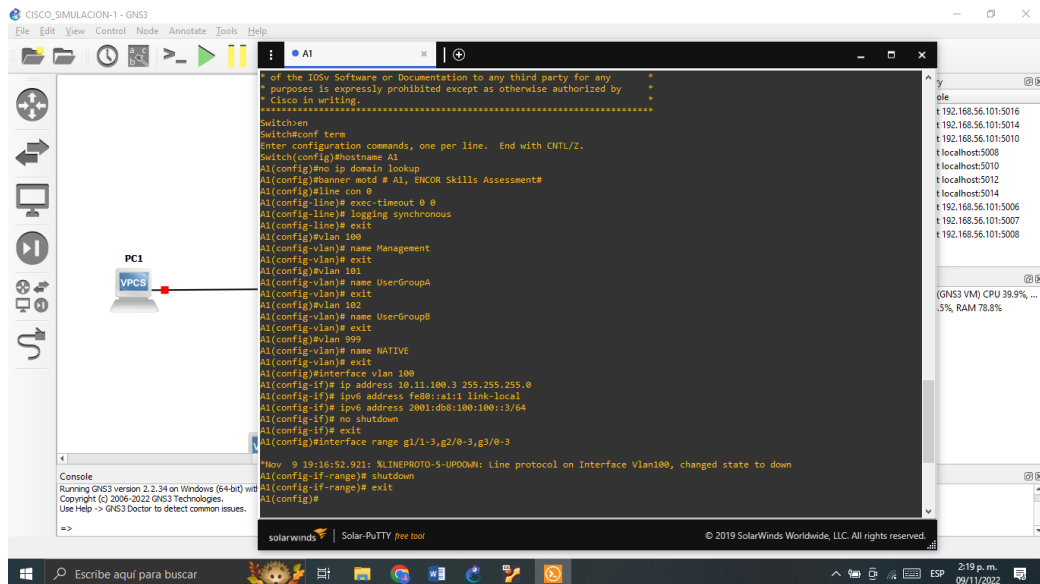 CISCO_SIMULACION-1 - GNS3
File Edit View Control Node Annotate Tools Help
A1
* of the IOSv Software or Documentation to any third party for any *
* purposes is expressly prohibited except as otherwise authorized by *
* Cisco in writing. *
**************************************************************************
Switch>en
Switch#conf term
Enter configuration commands, one per line. End with CNTL/Z.
Switch(config)#hostname A1
A1(config)#no ip domain lookup
A1(config)#banner motd # A1, ENCOR Skills Assessment#
A1(config)#line con 0
A1(config-line)# exec-timeout 0 0
A1(config-line)# logging synchronous
A1(config-line)# exit
A1(config)#vlan 100
A1(config-vlan)# name Management
A1(config-vlan)# exit
A1(config)#vlan 101
A1(config-vlan)# name UserGroupA
A1(config-vlan)# exit
A1(config)#vlan 102
A1(config-vlan)# name UserGroupB
A1(config-vlan)# exit
A1(config)#vlan 999
A1(config-vlan)# name NATIVE
A1(config-vlan)# exit
A1(config)#interface vlan 100
A1(config-if)# ip address 10.11.100.3 255.255.255.0
A1(config-if)# ipv6 address fe80::a1:1 link-local
A1(config-if)# ipv6 address 2001:db8:100:100::3/64
A1(config-if)# no shutdown
A1(config-if)# exit
A1(config)#interface range g1/1-3,g2/0-3,g3/0-3
*Nov 9 19:16:52.921: %LINEPROTO-5-UPDOWN: Line protocol on Interface Vlan100, changed state to down
A1(config-if-range)# shutdown
A1(config-if-range)# exit
A1(config)#
solarwinds | Solar-PuTTY free tool
© 2019 SolarWinds Worldwide, LLC. All rights reserved.
y
ole
t 192.168.56.101:5016
t 192.168.56.101:5014
t 192.168.56.101:5010
t localhost:5008
t localhost:5010
t localhost:5012
t localhost:5014
t 192.168.56.101:5006
t 192.168.56.101:5007
t 192.168.56.101:5008
(GNS3 VM) CPU 39.9%, ...
.5%, RAM 78.8%
PC1
VPCS
Console
Running GNS3 version 2.2.34 on Windows (64-bit) with
Copyright (c) 2006-2022 GNS3 Technologies.
Use Help -> GNS3 Doctor to detect common issues.
=>
Escribe aquí para buscar
ESP
2:19 p. m.
09/11/2022